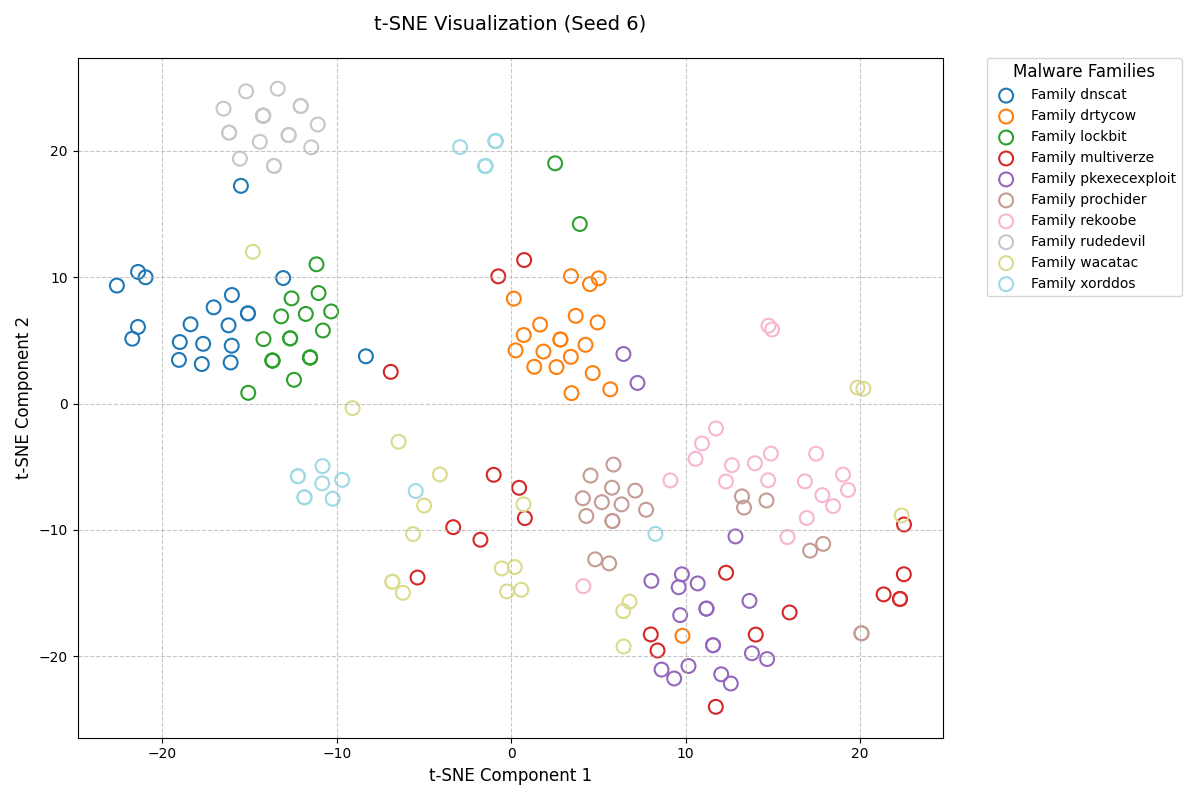 t-SNE Visualization (Seed 6)
Malware Families
Family dnscat
Family drtycow
Family lockbit
Family multiverze
Family pkexecexploit
Family prochider
Family rekoobe
Family rudedevil
Family wacatac
Family xorddos
t-SNE Component 2
20
10
0
−10
−20
−20
−10
0
10
20
t-SNE Component 1